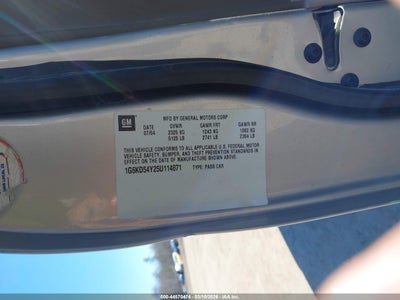 GM
MFG BY GENERAL MOTORS CORP
DATE GVWR GAWR FRT GAWR RR
07/04 2325 KG 1243 KG 1082 KG
5125 LB 2741 LB 2384 LB
THIS VEHICLE CONFORMS TO ALL APPLICABLE U.S. FEDERAL MOTOR
VEHICLE SAFETY, BUMPER, AND THEFT PREVENTION STANDARDS IN
EFFECT ON THE DATE OF MANUFACTURE SHOWN ABOVE.
1G6KD54Y25U114671 TYPE: PASS CAR
000-44570474 - 03/10/2026 - IAA, Inc.